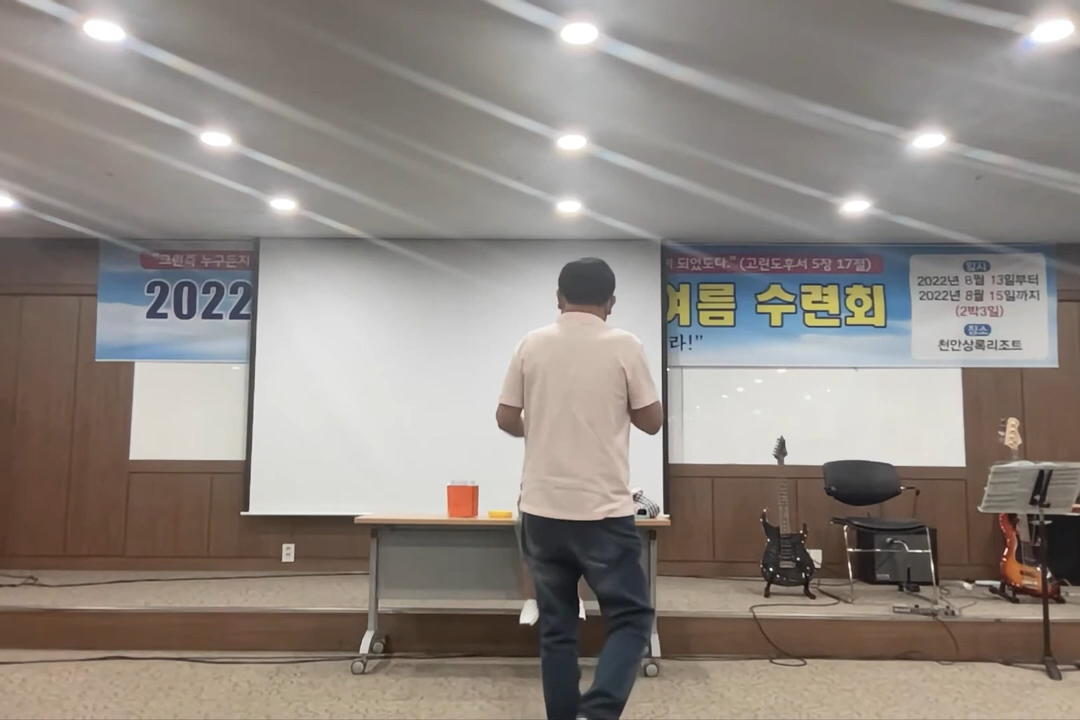 "그런즉 누구든지
되었도다." (고린도후서 5장 17절)
2022
여름 수련회
라!"
일시
2022년 8월 13일부터
2022년 8월 15일까지
(2박3일)
장소
천안상록리조트